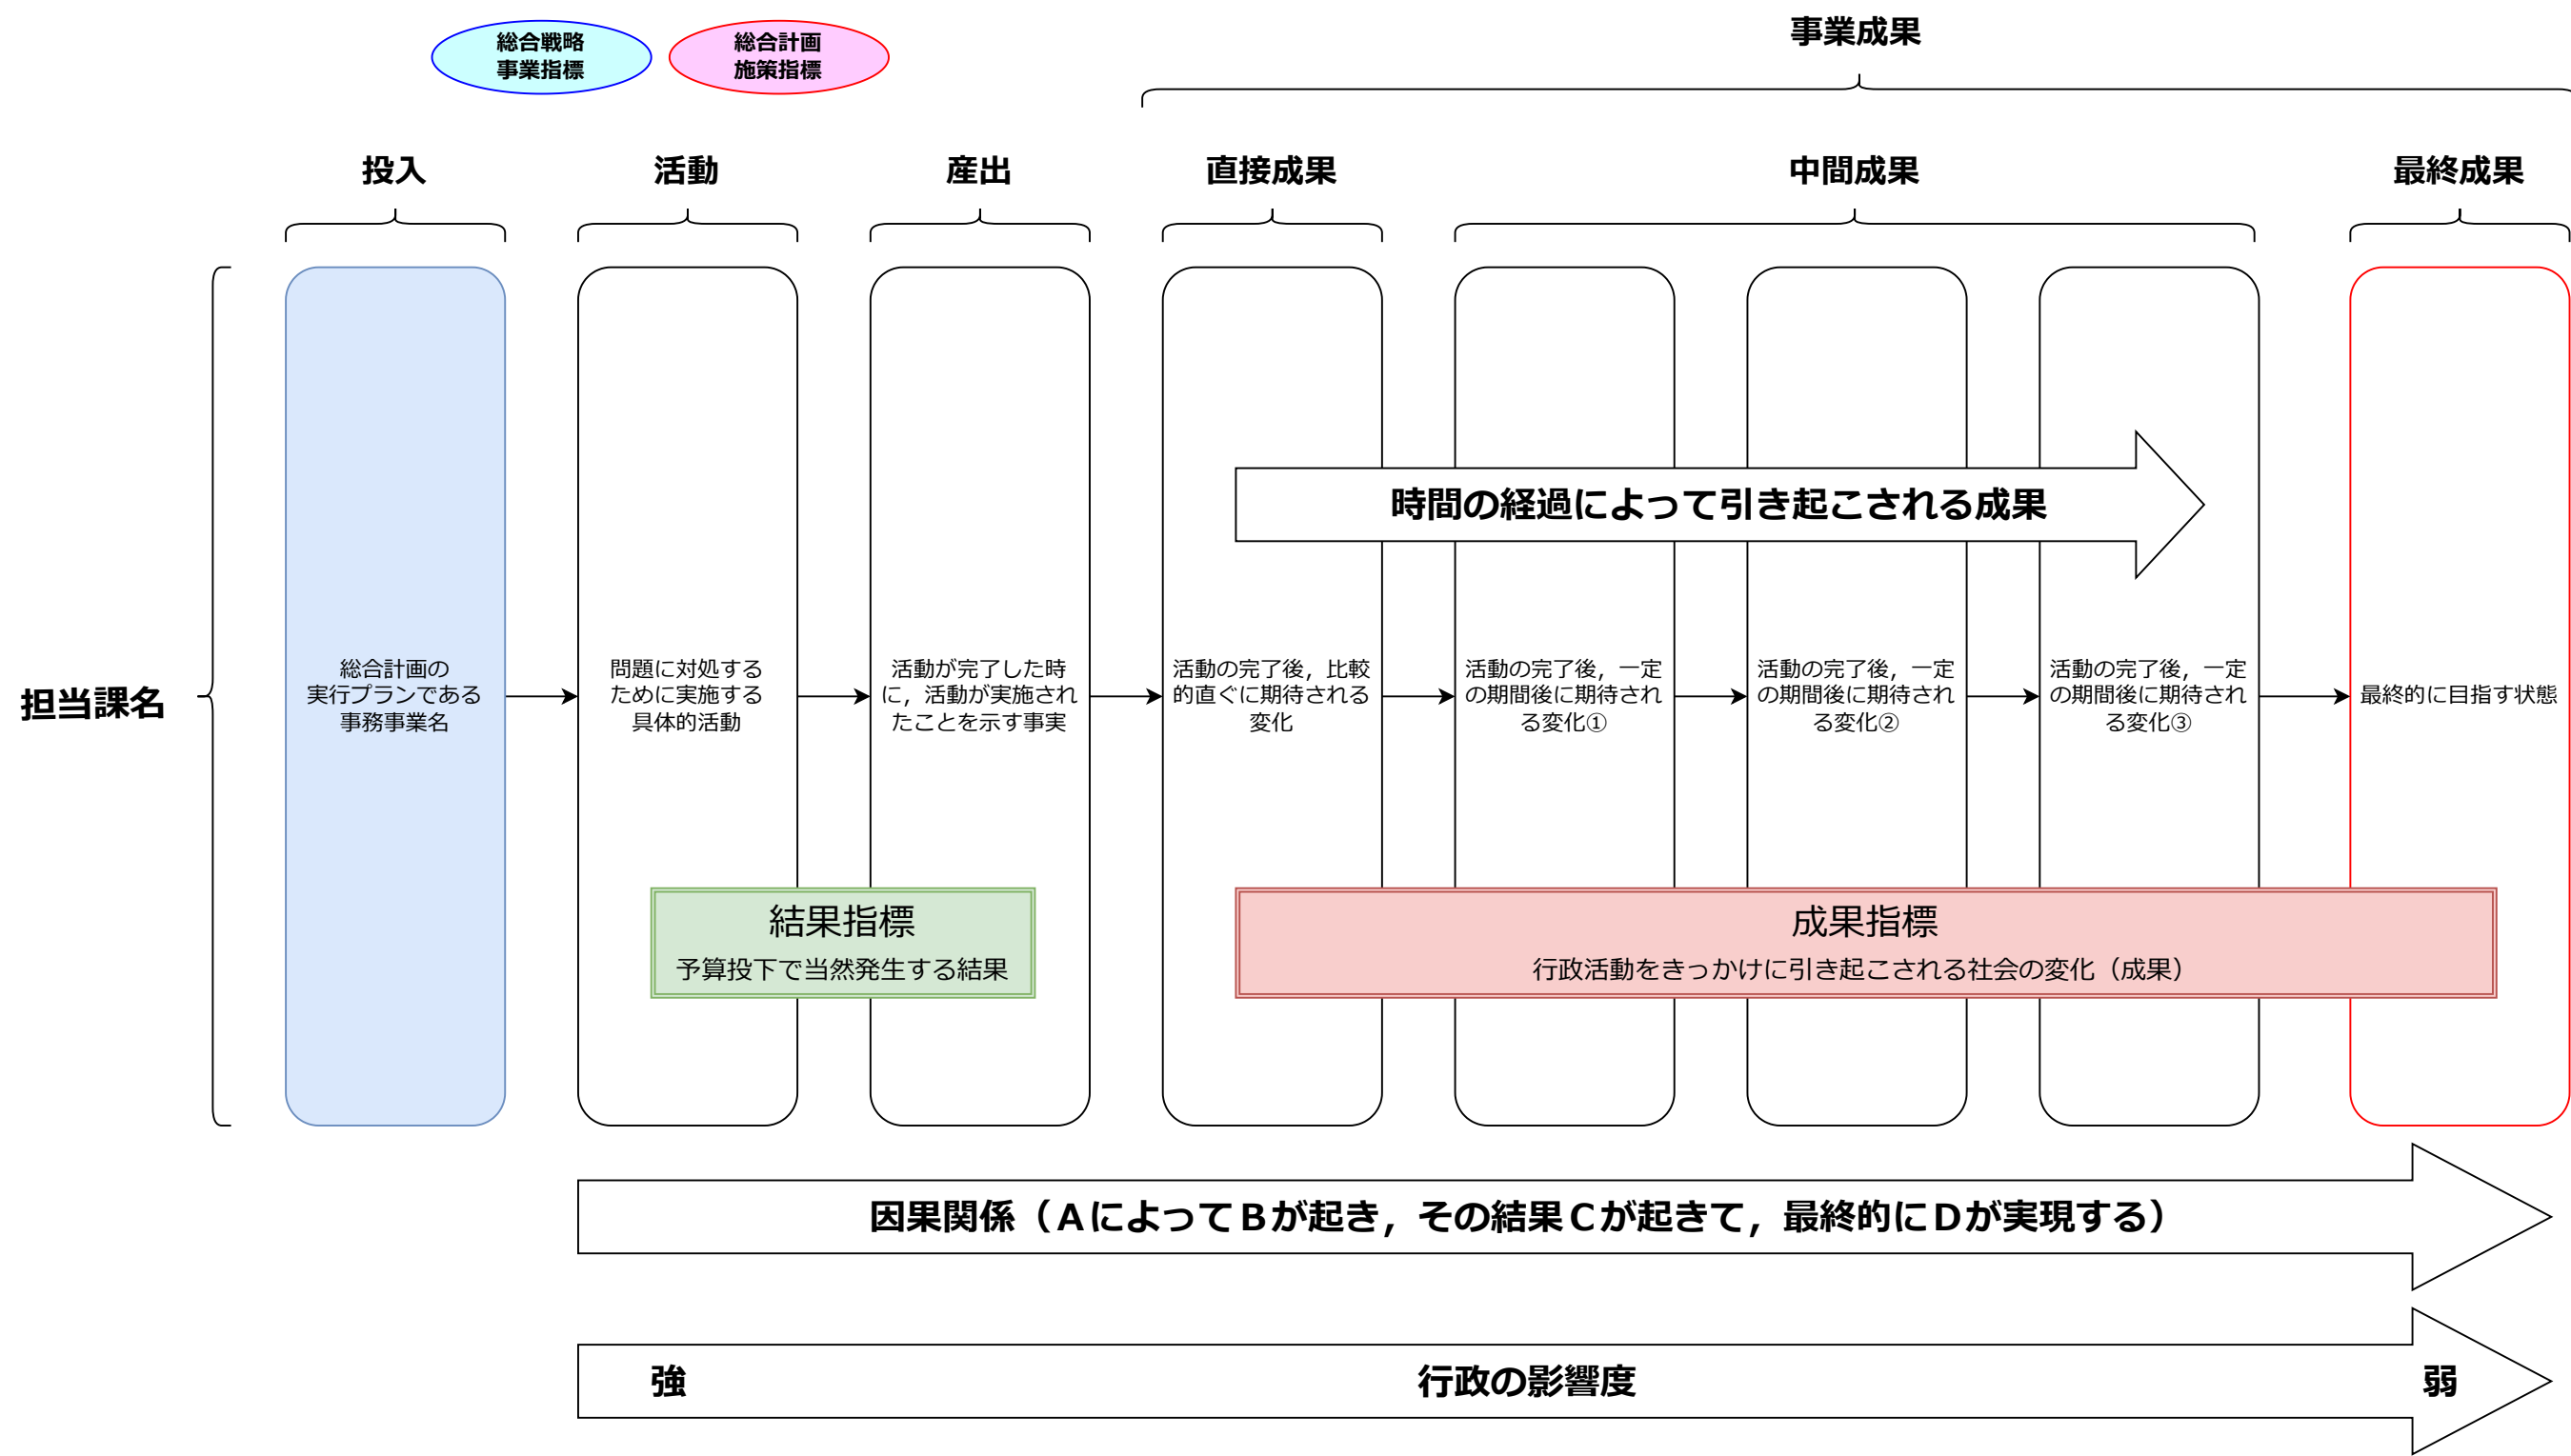 事業成果
総合戦略
事業指標
総合計画
施策指標
投入
活動
産出
直接成果
中間成果
最終成果
時間の経過によって引き起こされる成果
担当課名
総合計画の
実行プランである
事務事業名
問題に対処する
ために実施する
具体的活動
活動が完了した時
に，活動が実施され
たことを示す事実
活動の完了後，比較
的直ぐに期待される
変化
活動の完了後，一定
の期間後に期待され
る変化①
活動の完了後，一定
の期間後に期待され
る変化②
活動の完了後，一定
の期間後に期待され
る変化③
最終的に目指す状態
結果指標
予算投下で当然発生する結果
成果指標
行政活動をきっかけに引き起こされる社会の変化（成果）
因果関係（ＡによってＢが起き，その結果Ｃが起きて，最終的にＤが実現する）
強
行政の影響度
弱